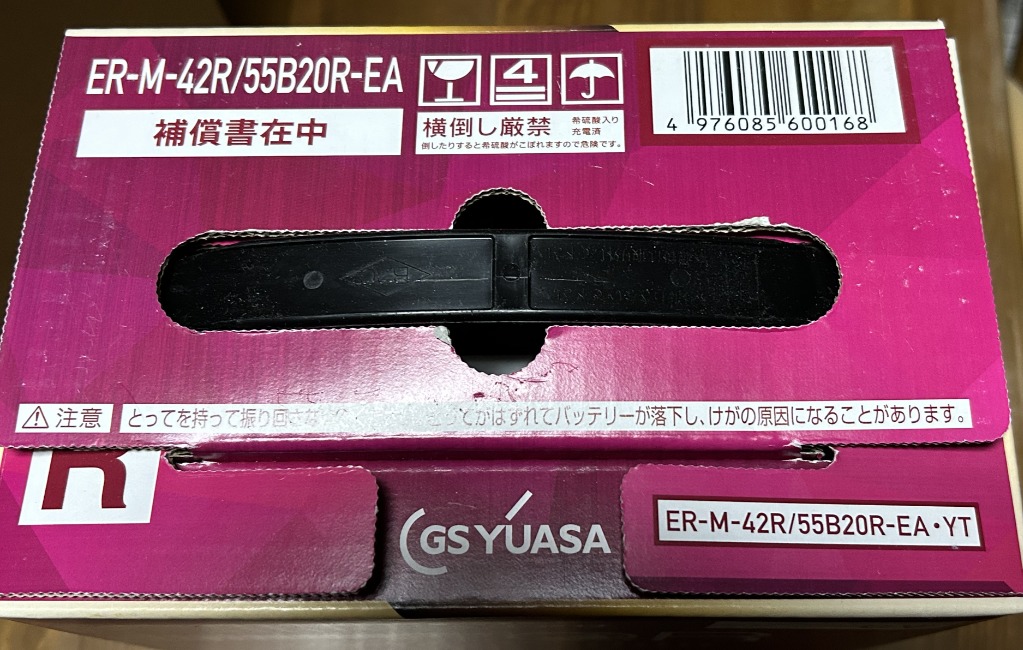 ER-M-42R/55B20R-EA
4
補償書在中
横倒し厳禁
希硫酸入り
充電済
倒したりすると希硫酸がこぼれますので危険です。
4 976085 600168
注意
とってを持って振り回さな
てがはずれてバッテリーが落下し、けがの原因になることがあります。
R
GS YUASA
ER-M-42R/55B20R-EA・YT